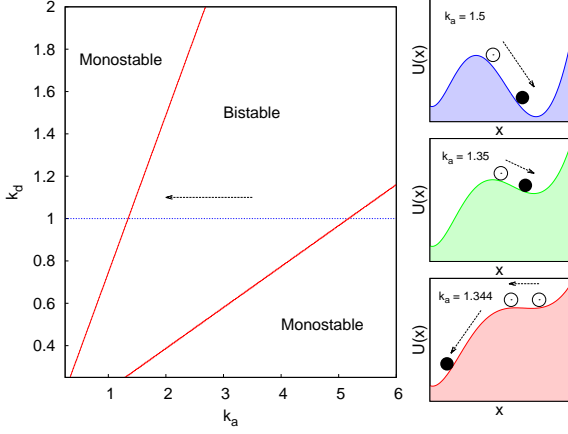 2
1.8
1.6
1.4
1.2
1
0.8
0.6
0.4
k_d
Monostable
Bistable
Monostable
1 2 3 4 5 6
k_a
k_a = 1.5
U(x)
x
k_a = 1.35
U(x)
x
k_a = 1.344
U(x)
x